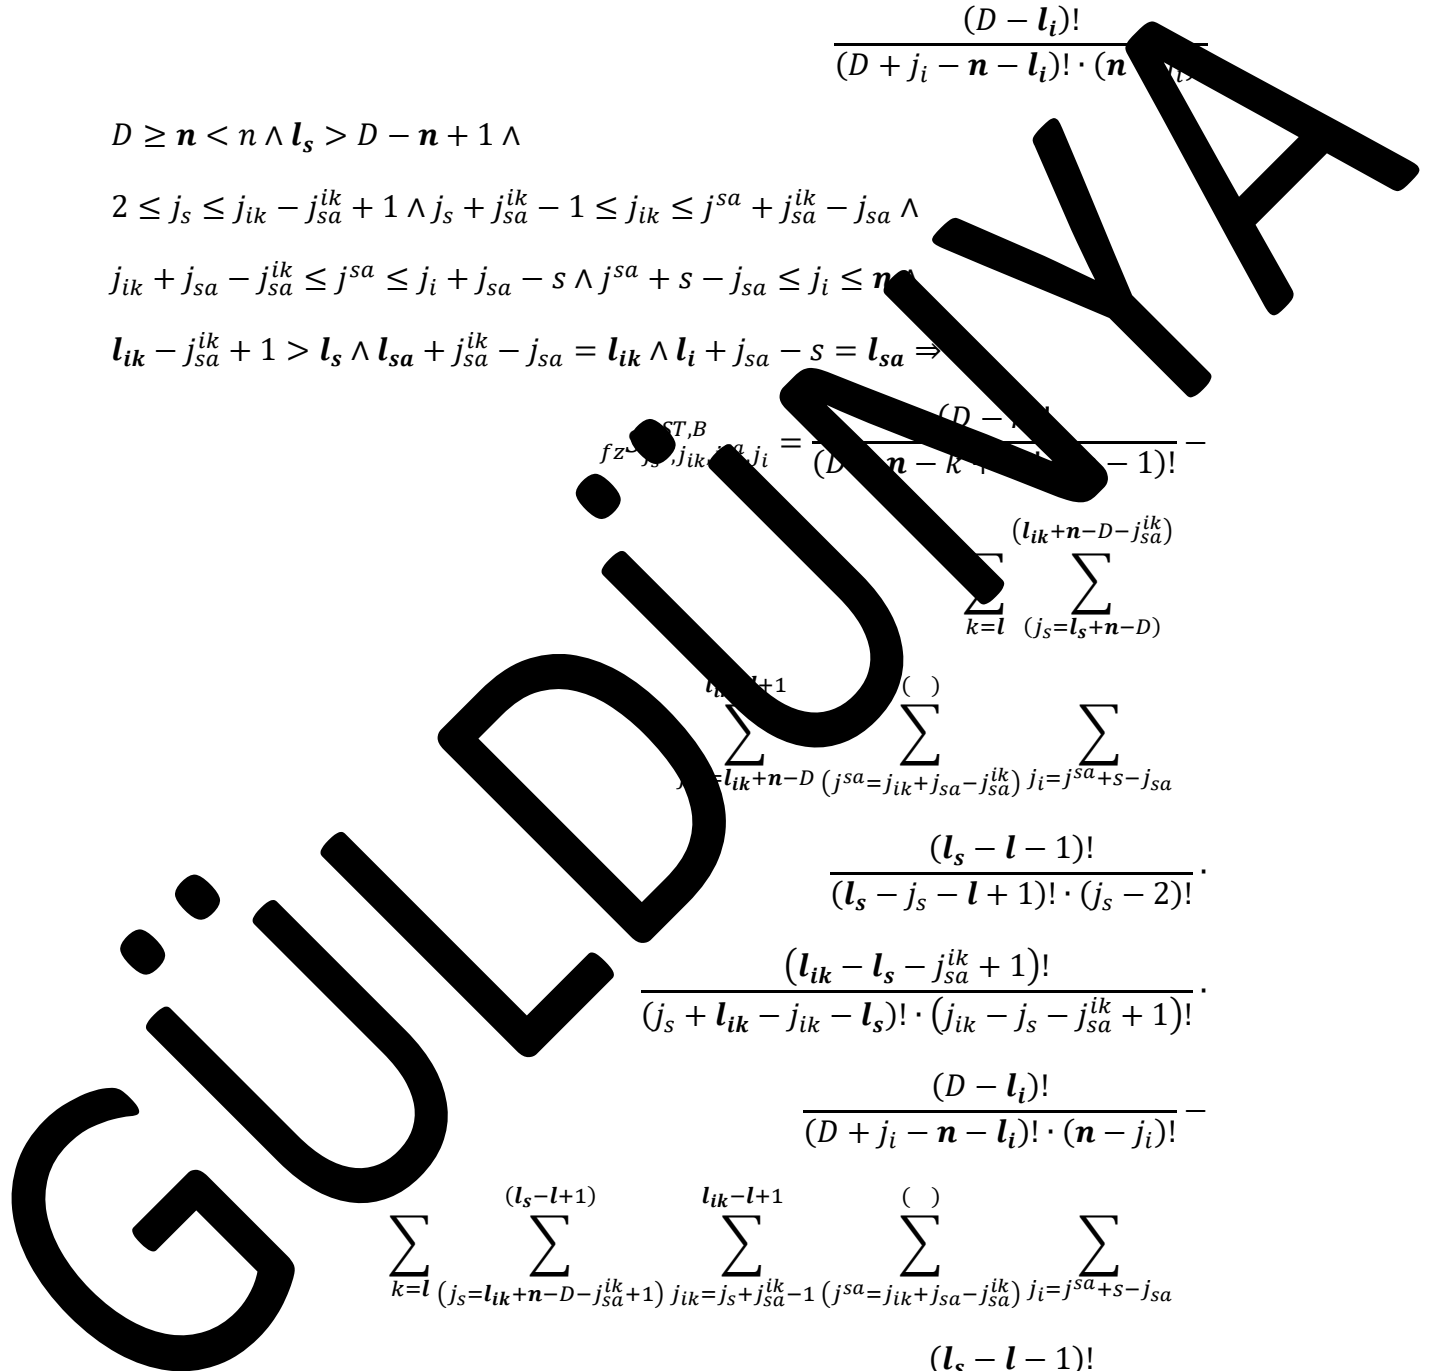 (D − l_i)!
(D + j_i − n − l_i)! · (n
D ≥ n < n ∧ l_s > D − n + 1 ∧
2 ≤ j_s ≤ j_ik − j_sa^ik + 1 ∧ j_s + j_sa^ik − 1 ≤ j_ik ≤ j^sa + j_sa^ik − j_sa ∧
j_ik + j_sa − j_sa^ik ≤ j^sa ≤ j_i + j_sa − s ∧ j^sa + s − j_sa ≤ j_i ≤ n ∧
l_ik − j_sa^ik + 1 > l_s ∧ l_sa + j_sa^ik − j_sa = l_ik ∧ l_i + j_sa − s = l_sa ⇒
(D −
=
− 1)! −
(l_ik+n−D−j_sa^ik)
∑ ∑
k=l (j_s=l_s+n−D)
+1 ( )
∑ ∑ ∑
=l_ik+n−D (j^sa=j_ik+j_sa−j_sa^ik) j_i=j^sa+s−j_sa
(l_s − l − 1)!
(l_s − j_s − l + 1)! · (j_s − 2)! ·
(l_ik − l_s − j_sa^ik + 1)!
(j_s + l_ik − j_ik − l_s)! · (j_ik − j_s − j_sa^ik + 1)! ·
(D − l_i)!
(D + j_i − n − l_i)! · (n − j_i)! −
(l_s−l+1) l_ik−l+1 ( )
∑ ∑ ∑ ∑ ∑
k=l (j_s=l_ik+n−D−j_sa^ik+1) j_ik=j_s+j_sa^ik−1 (j^sa=j_ik+j_sa−j_sa^ik) j_i=j^sa+s−j_sa
(l_s − l − 1)!
GÜLDÜNYA